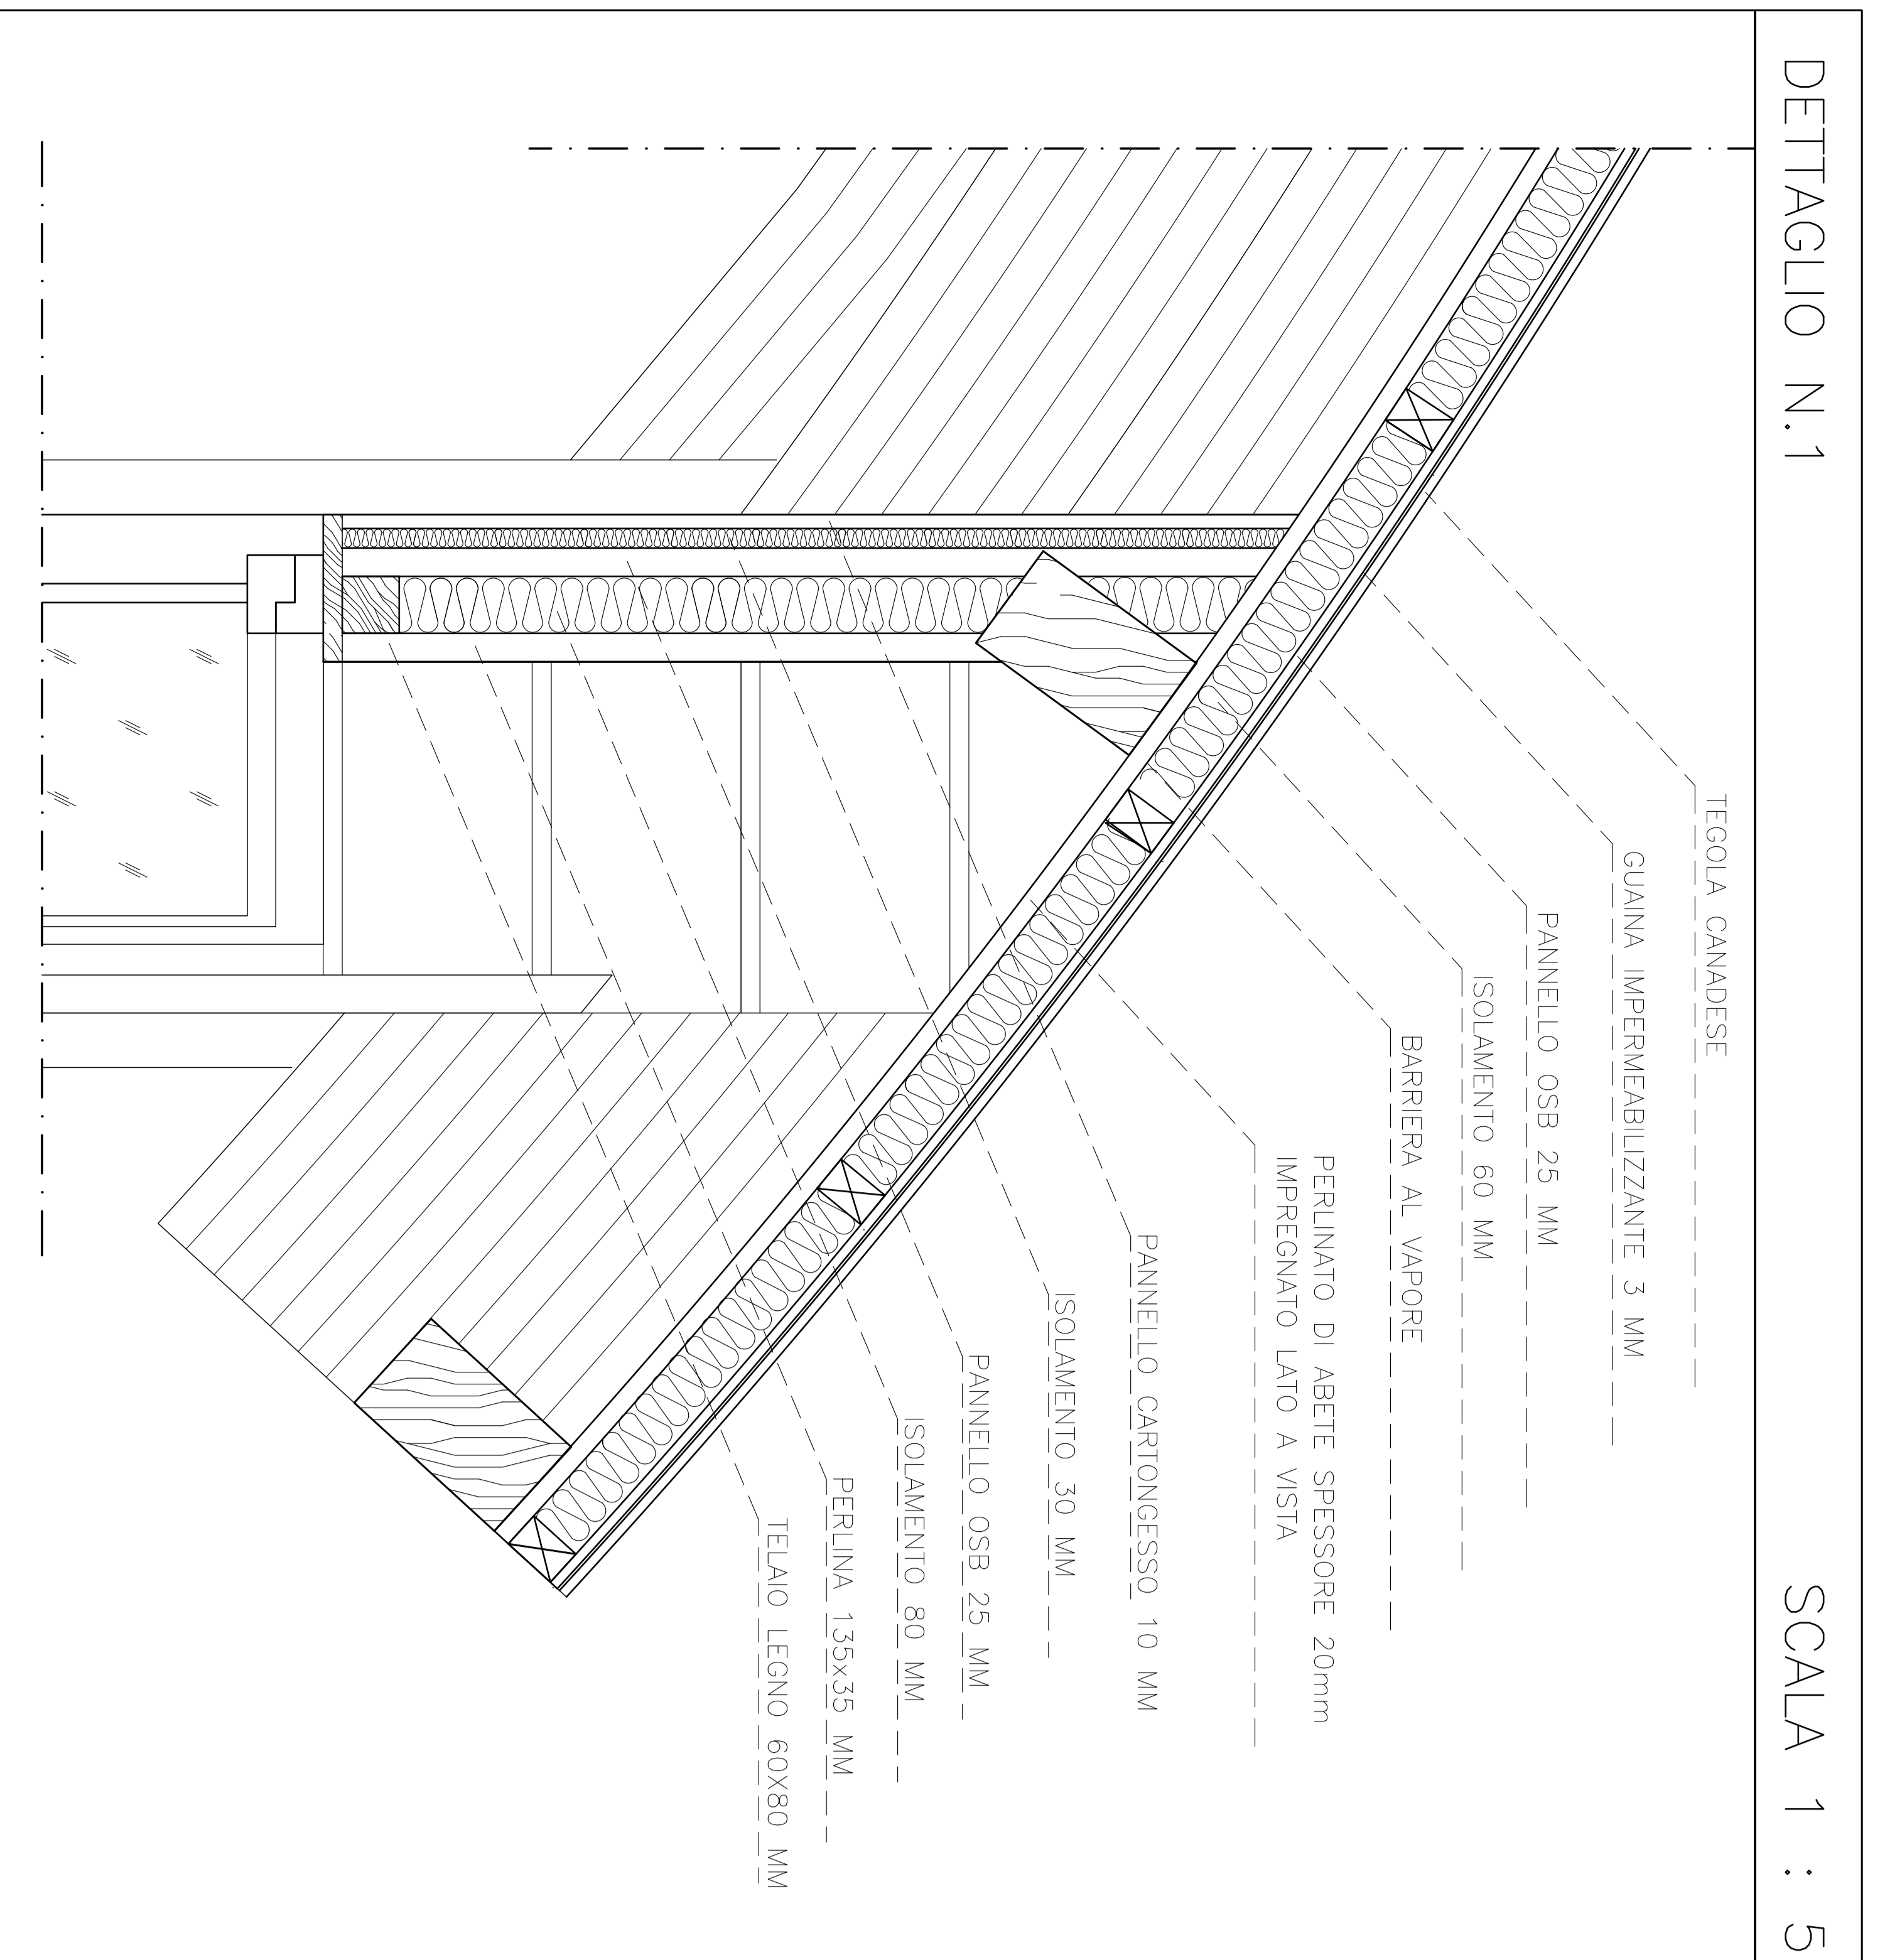 DETTAGLIO N.1
SCALA 1 : 5
TEGOLA CANADESE
GUAINA IMPERMEABILIZZANTE 3 MM
PANNELLO OSB 25 MM
ISOLAMENTO 60 MM
BARRIERA AL VAPORE
PERLINATO DI ABETE SPESSORE 20mm
IMPREGNATO LATO A VISTA
PANNELLO CARTONGESSO 10 MM
ISOLAMENTO 30 MM
PANNELLO OSB 25 MM
ISOLAMENTO 80 MM
PERLINA 135x35 MM
TELAIO LEGNO 60X80 MM